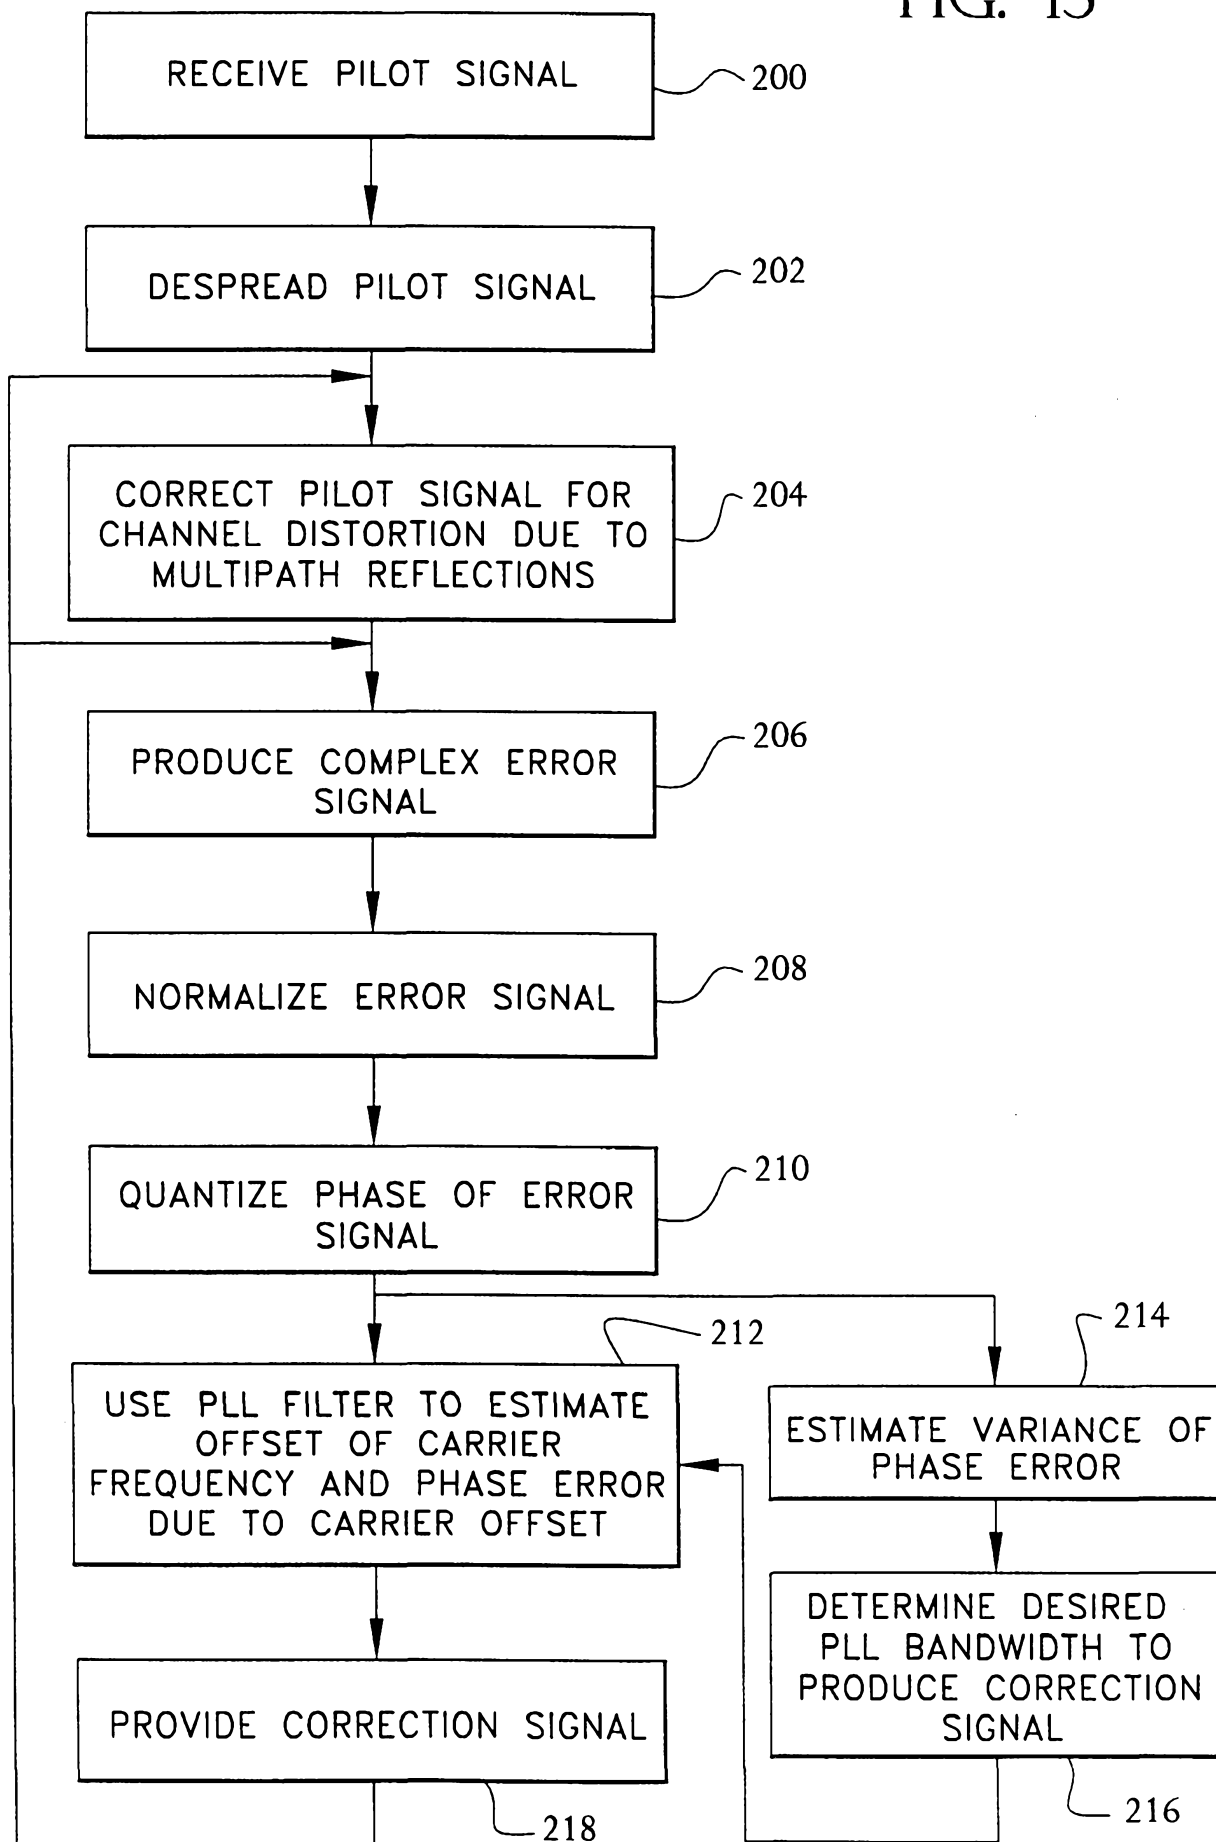 FIG. 13
RECEIVE PILOT SIGNAL
200
DESPREAD PILOT SIGNAL
202
CORRECT PILOT SIGNAL FOR
CHANNEL DISTORTION DUE TO
MULTIPATH REFLECTIONS
204
PRODUCE COMPLEX ERROR
SIGNAL
206
NORMALIZE ERROR SIGNAL
208
QUANTIZE PHASE OF ERROR
SIGNAL
210
212
USE PLL FILTER TO ESTIMATE
OFFSET OF CARRIER
FREQUENCY AND PHASE ERROR
DUE TO CARRIER OFFSET
214
ESTIMATE VARIANCE OF
PHASE ERROR
DETERMINE DESIRED
PLL BANDWIDTH TO
PRODUCE CORRECTION
SIGNAL
216
PROVIDE CORRECTION SIGNAL
218